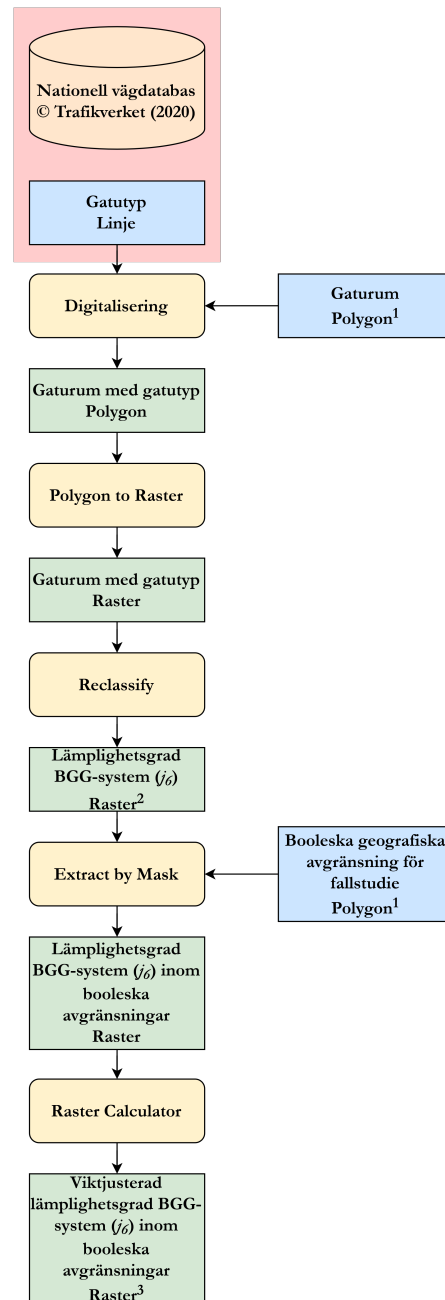 Nationell vägdatabas
© Trafikverket (2020)
Gatutyp
Linje
Digitalisering
Gaturum
Polygon¹
Gaturum med gatutyp
Polygon
Polygon to Raster
Gaturum med gatutyp
Raster
Reclassify
Lämplighetsgrad
BGG-system (j₆)
Raster²
Extract by Mask
Booleska geografiska
avgränsning för
fallstudie
Polygon¹
Lämplighetsgrad
BGG-system (j₆) inom
booleska
avgränsningar
Raster
Raster Calculator
Viktjusterad
lämplighetsgrad BGG-
system (j₆) inom
booleska
avgränsningar
Raster³